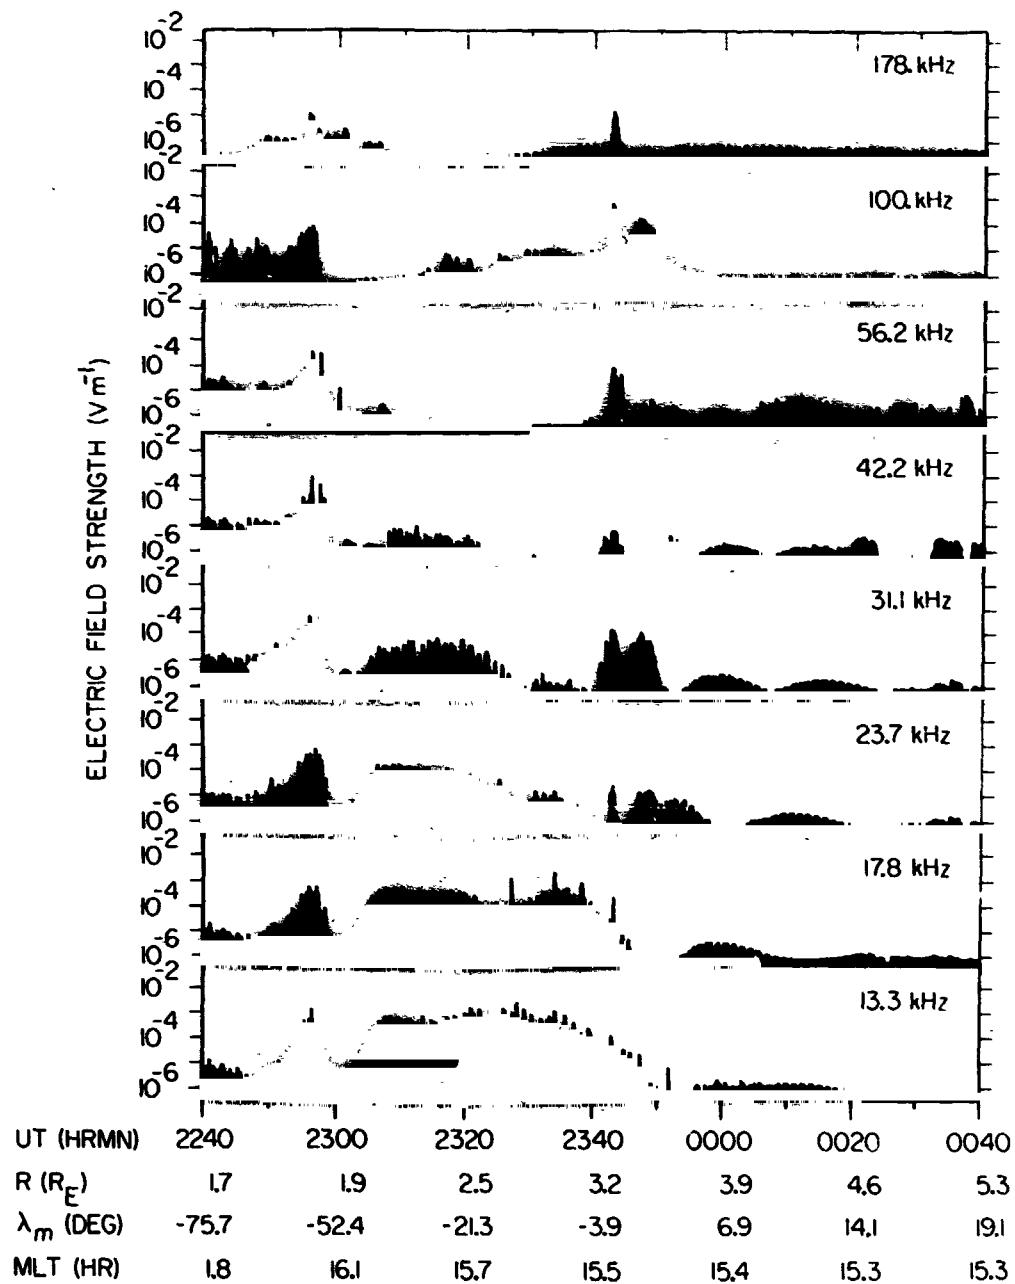 ELECTRIC FIELD STRENGTH (Vm⁻¹)
10⁻²
10⁻⁴
10⁻⁶
10⁻²
178. kHz
10⁻⁴
10⁻⁶
10⁻²
100. kHz
10⁻⁴
10⁻⁶
10⁻²
56.2 kHz
10⁻⁴
10⁻⁶
10⁻²
42.2 kHz
10⁻⁴
10⁻⁶
10⁻²
31.1 kHz
10⁻⁴
10⁻⁶
10⁻²
23.7 kHz
10⁻⁴
10⁻⁶
10⁻²
17.8 kHz
10⁻⁴
10⁻⁶
13.3 kHz
UT (HRMN) 2240 2300 2320 2340 0000 0020 0040
R (R_E) 1.7 1.9 2.5 3.2 3.9 4.6 5.3
λm (DEG) -75.7 -52.4 -21.3 -3.9 6.9 14.1 19.1
MLT (HR) 1.8 16.1 15.7 15.5 15.4 15.3 15.3